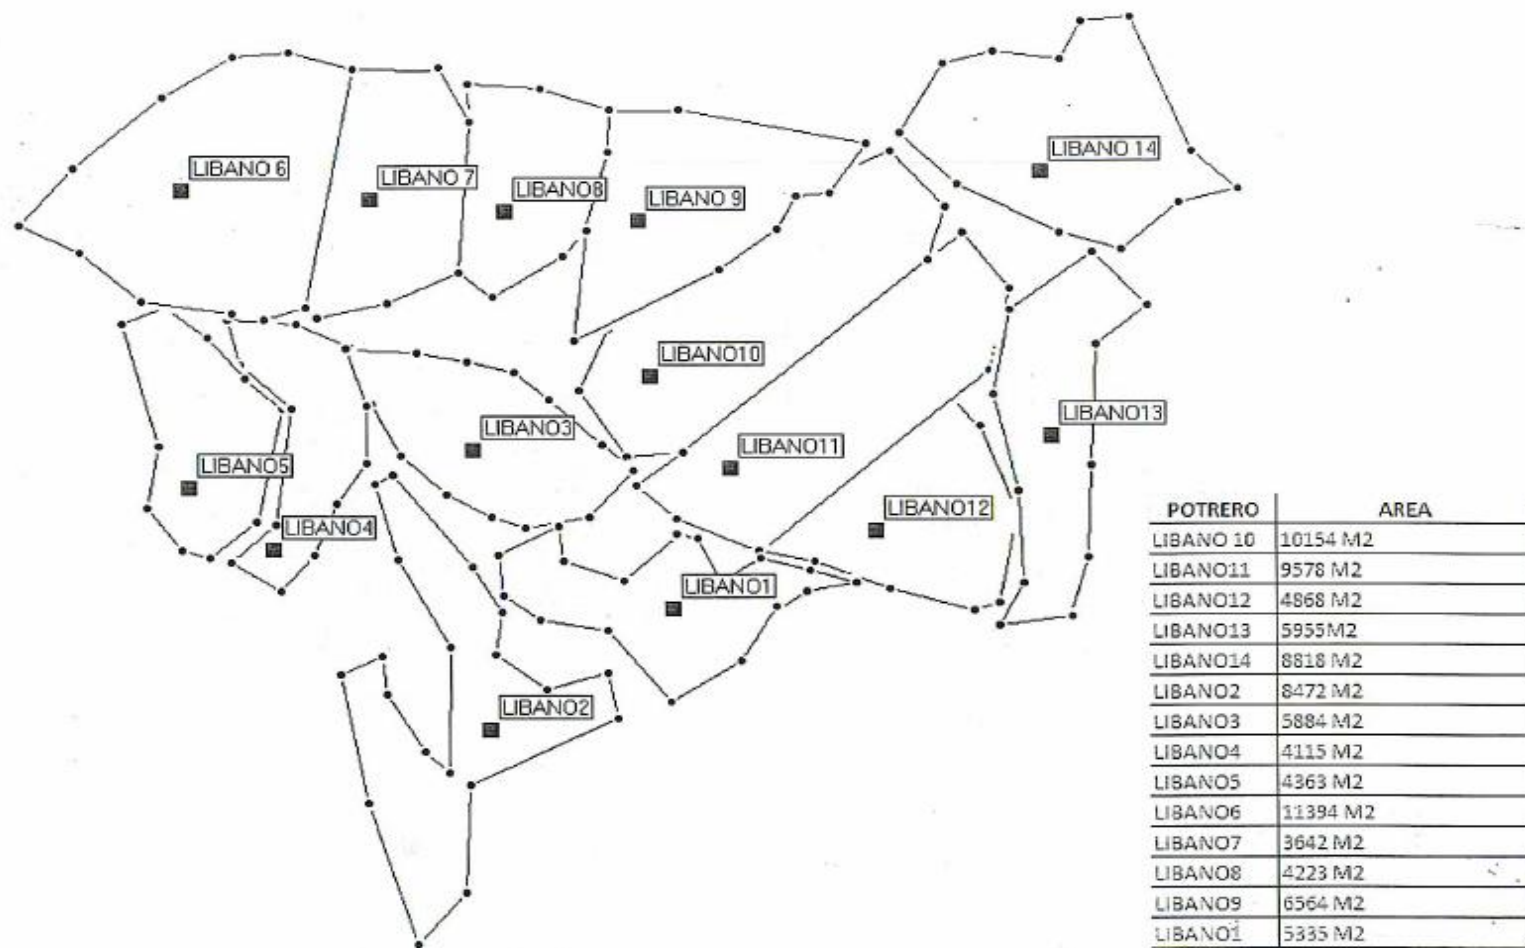 LIBANO 14
LIBANO 6
LIBANO 7
LIBANO8
LIBANO 9
LIBANO10
LIBANO13
LIBANO3
LIBANO11
LIBANO5
LIBANO12
LIBANO4
LIBANO1
LIBANO2
POTRERO AREA
LIBANO 10 10154 M2
LIBANO11 9578 M2
LIBANO12 4868 M2
LIBANO13 5955M2
LIBANO14 8818 M2
LIBANO2 8472 M2
LIBANO3 5884 M2
LIBANO4 4115 M2
LIBANO5 4363 M2
LIBANO6 11394 M2
LIBANO7 3642 M2
LIBANO8 4223 M2
LIBANO9 6564 M2
LIBANO1 5335 M2